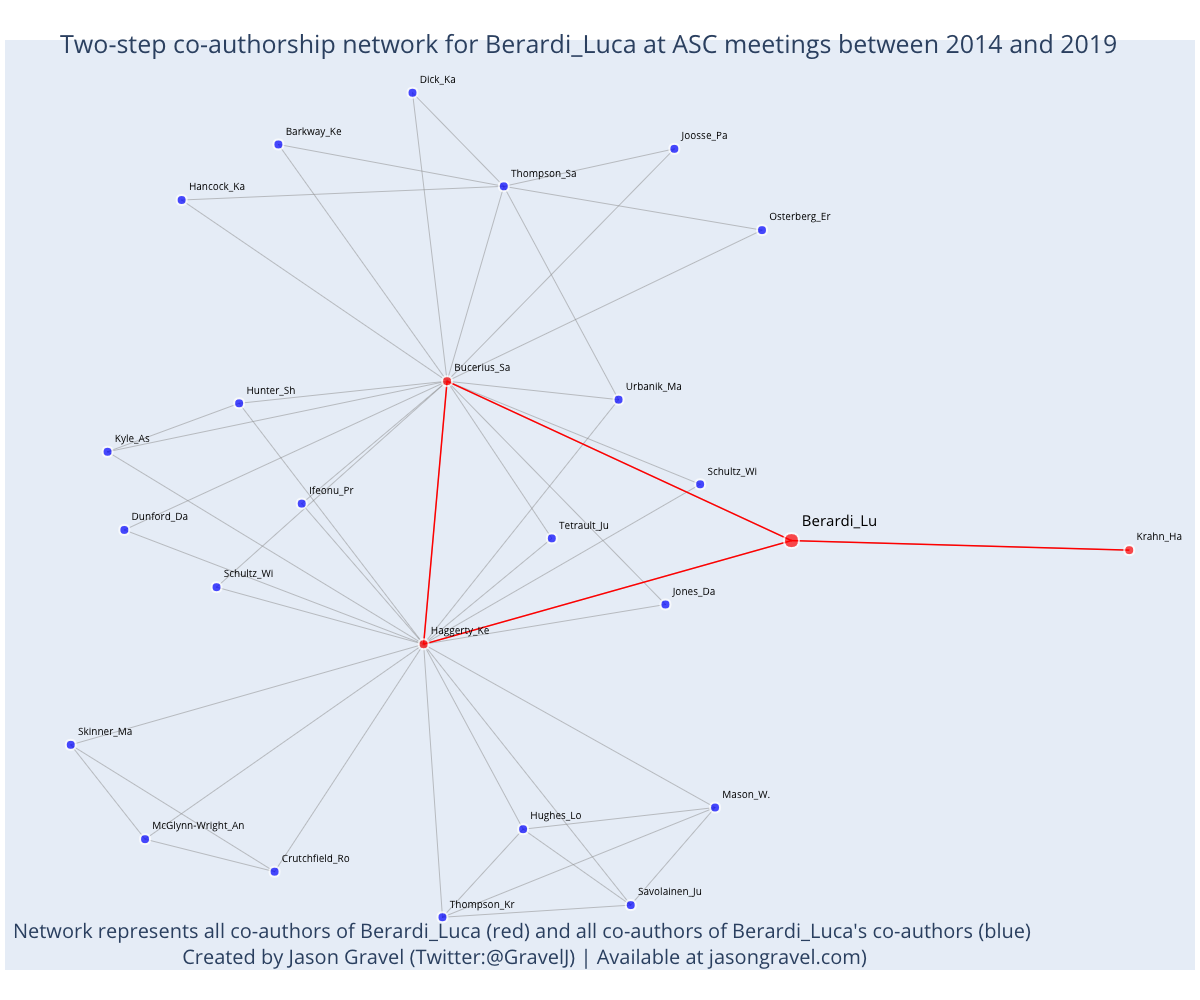 Two-step co-authorship network for Berardi_Luca at ASC meetings between 2014 and 2019
Dick_Ka
Barkway_Ke
Joosse_Pa
Thompson_Sa
Hancock_Ka
Osterberg_Er
Bucerius_Sa
Urbanik_Ma
Hunter_Sh
Kyle_As
Schultz_Wi
Ifeonu_Pr
Dunford_Da
Berardi_Lu
Tetrault_Ju
Krahn_Ha
Schultz_Wi
Jones_Da
Haggerty_Ke
Skinner_Ma
Mason_W.
Hughes_Lo
McGlynn-Wright_An
Crutchfield_Ro
Savolainen_Ju
Thompson_Kr
Network represents all co-authors of Berardi_Luca (red) and all co-authors of Berardi_Luca's co-authors (blue)
Created by Jason Gravel (Twitter:@GravelJ) | Available at jasongravel.com)